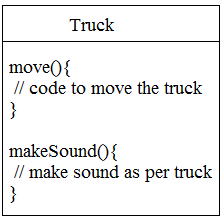 Truck
move(){
// code to move the truck
}
makeSound(){
// make sound as per truck
}